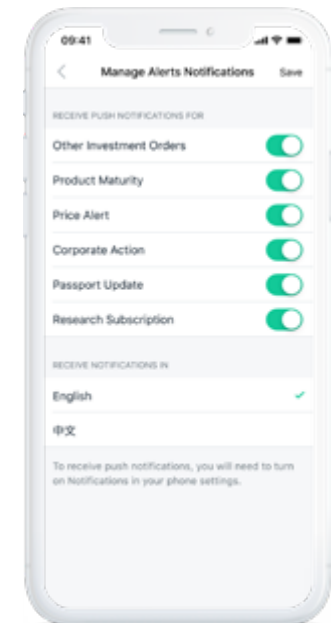 09:41
Manage Alerts Notifications Save
RECEIVE PUSH NOTIFICATIONS FOR
Other Investment Orders
Product Maturity
Price Alert
Corporate Action
Passport Update
Research Subscription
RECEIVE NOTIFICATIONS IN
English
中文
To receive push notifications, you will need to turn
on Notifications in your phone settings.